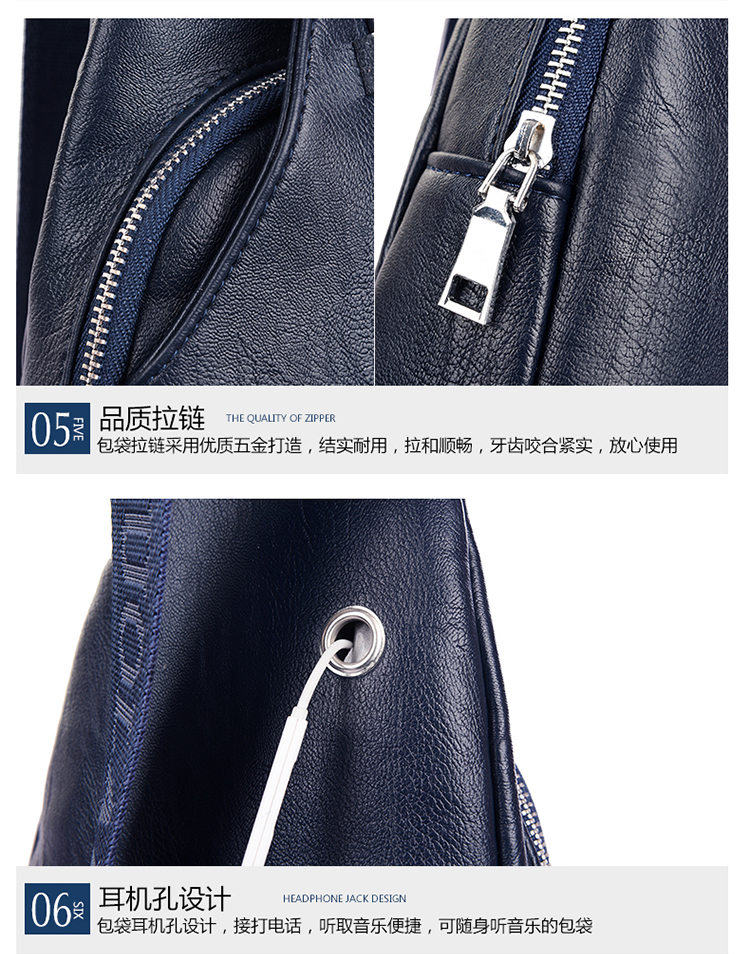 05 FIVE 品质拉链 THE QUALITY OF ZIPPER
包袋拉链采用优质五金打造，结实耐用，拉和顺畅，牙齿咬合紧实，放心使用
06 SIX 耳机孔设计 HEADPHONE JACK DESIGN
包袋耳机孔设计，接打电话，听取音乐便捷，可随身听音乐的包袋